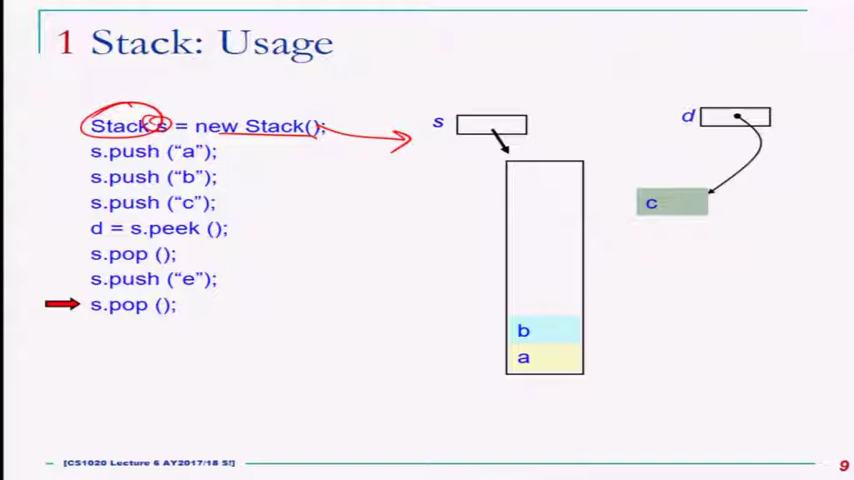 1 Stack: Usage
Stack s = new Stack();
s.push (“a”);
s.push (“b”);
s.push (“c”);
d = s.peek ();
s.pop ();
s.push (“e”);
s.pop ();
s
d
c
b
a
[CS1020 Lecture 6 AY2017/18 S!]
9